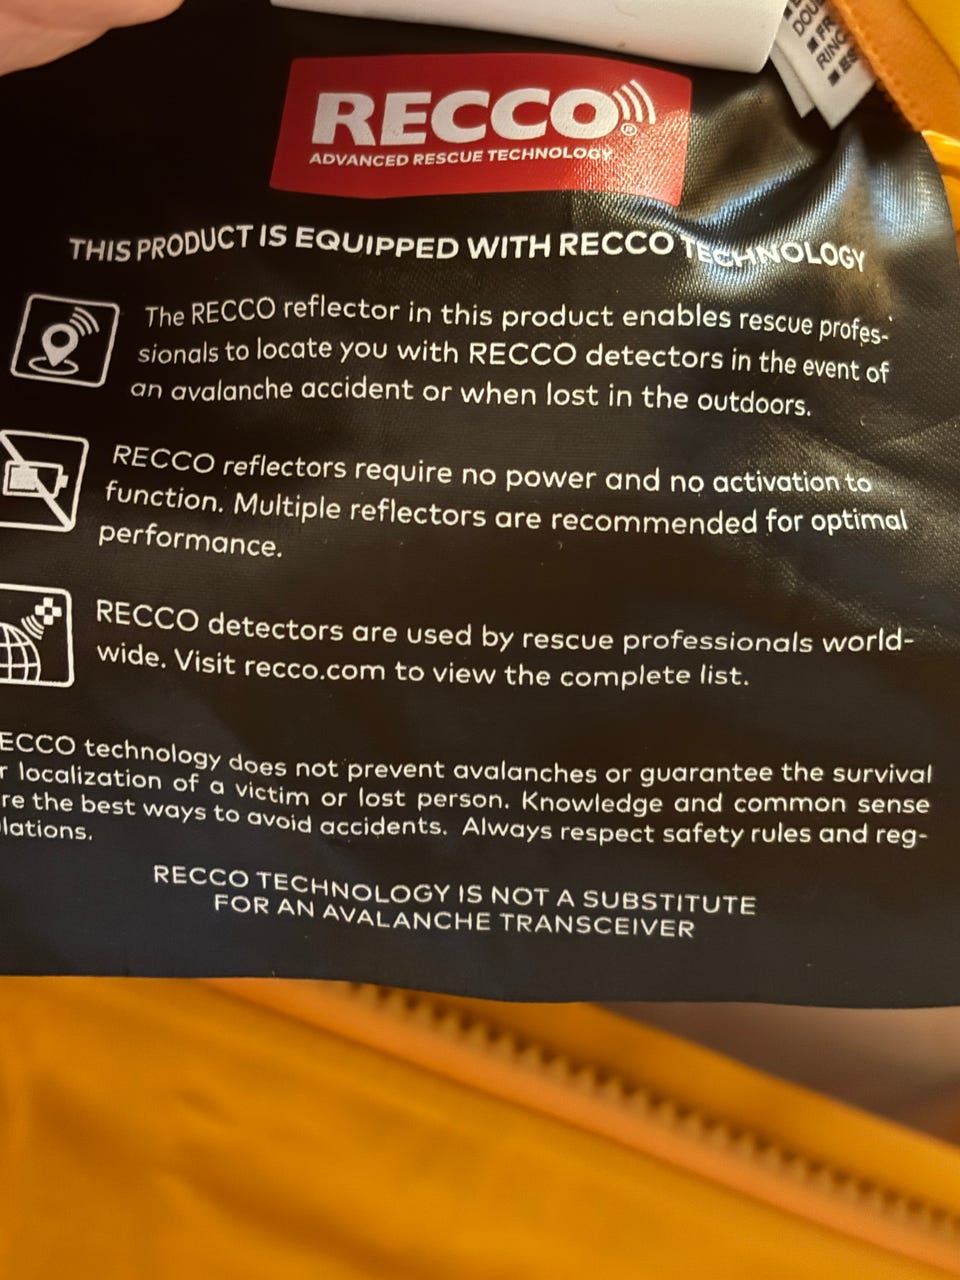 DOU
FR
RING
ES
RECCO®
ADVANCED RESCUE TECHNOLOGY
THIS PRODUCT IS EQUIPPED WITH RECCO TECHNOLOGY
The RECCO reflector in this product enables rescue profes-
sionals to locate you with RECCO detectors in the event of
an avalanche accident or when lost in the outdoors.
RECCO reflectors require no power and no activation to
function. Multiple reflectors are recommended for optimal
performance.
RECCO detectors are used by rescue professionals world-
wide. Visit recco.com to view the complete list.
ECCO technology does not prevent avalanches or guarantee the survival
r localization of a victim or lost person. Knowledge and common sense
re the best ways to avoid accidents. Always respect safety rules and reg-
lations.
RECCO TECHNOLOGY IS NOT A SUBSTITUTE
FOR AN AVALANCHE TRANSCEIVER